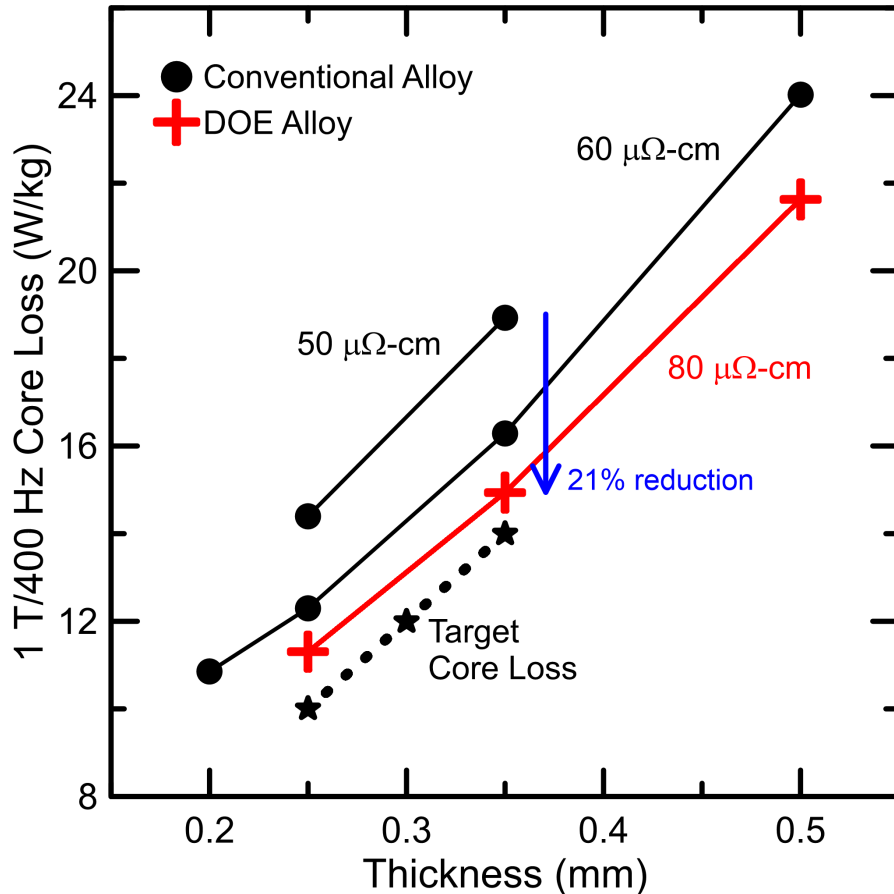 Conventional Alloy
DOE Alloy
60 μΩ-cm
50 μΩ-cm
80 μΩ-cm
21% reduction
Target
Core Loss
1 T/400 Hz Core Loss (W/kg)
24
20
16
12
8
0.2
0.3
0.4
0.5
Thickness (mm)